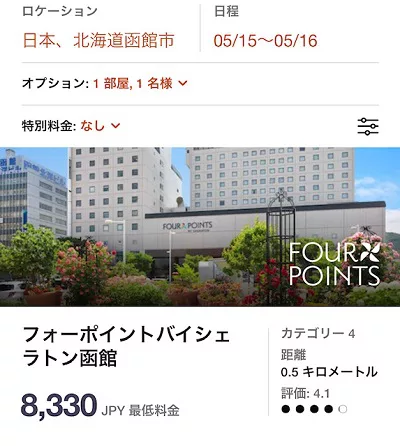 ロケーション
日程
日本、北海道函館市
05/15〜05/16
オプション: 1 部屋, 1 名様
特別料金: なし
FOUR POINTS
FOUR
POINTS
フォーポイントバイシェ
ラトン函館
カテゴリー 4
距離
0.5 キロメートル
評価: 4.1
8,330 JPY 最低料金